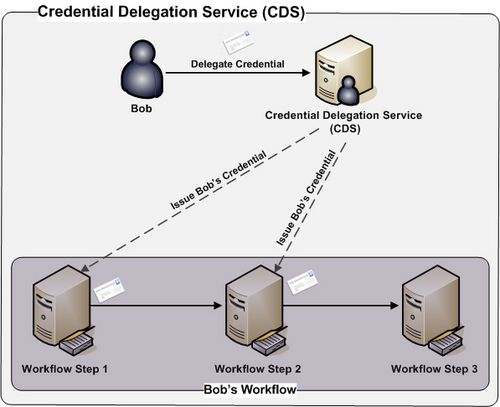 Credential Delegation Service (CDS)
Delegate Credential
Bob
Credential Delegation Service
(CDS)
Issue Bob's Credential
Issue Bob's Credential
Workflow Step 1
Workflow Step 2
Workflow Step 3
Bob's Workflow